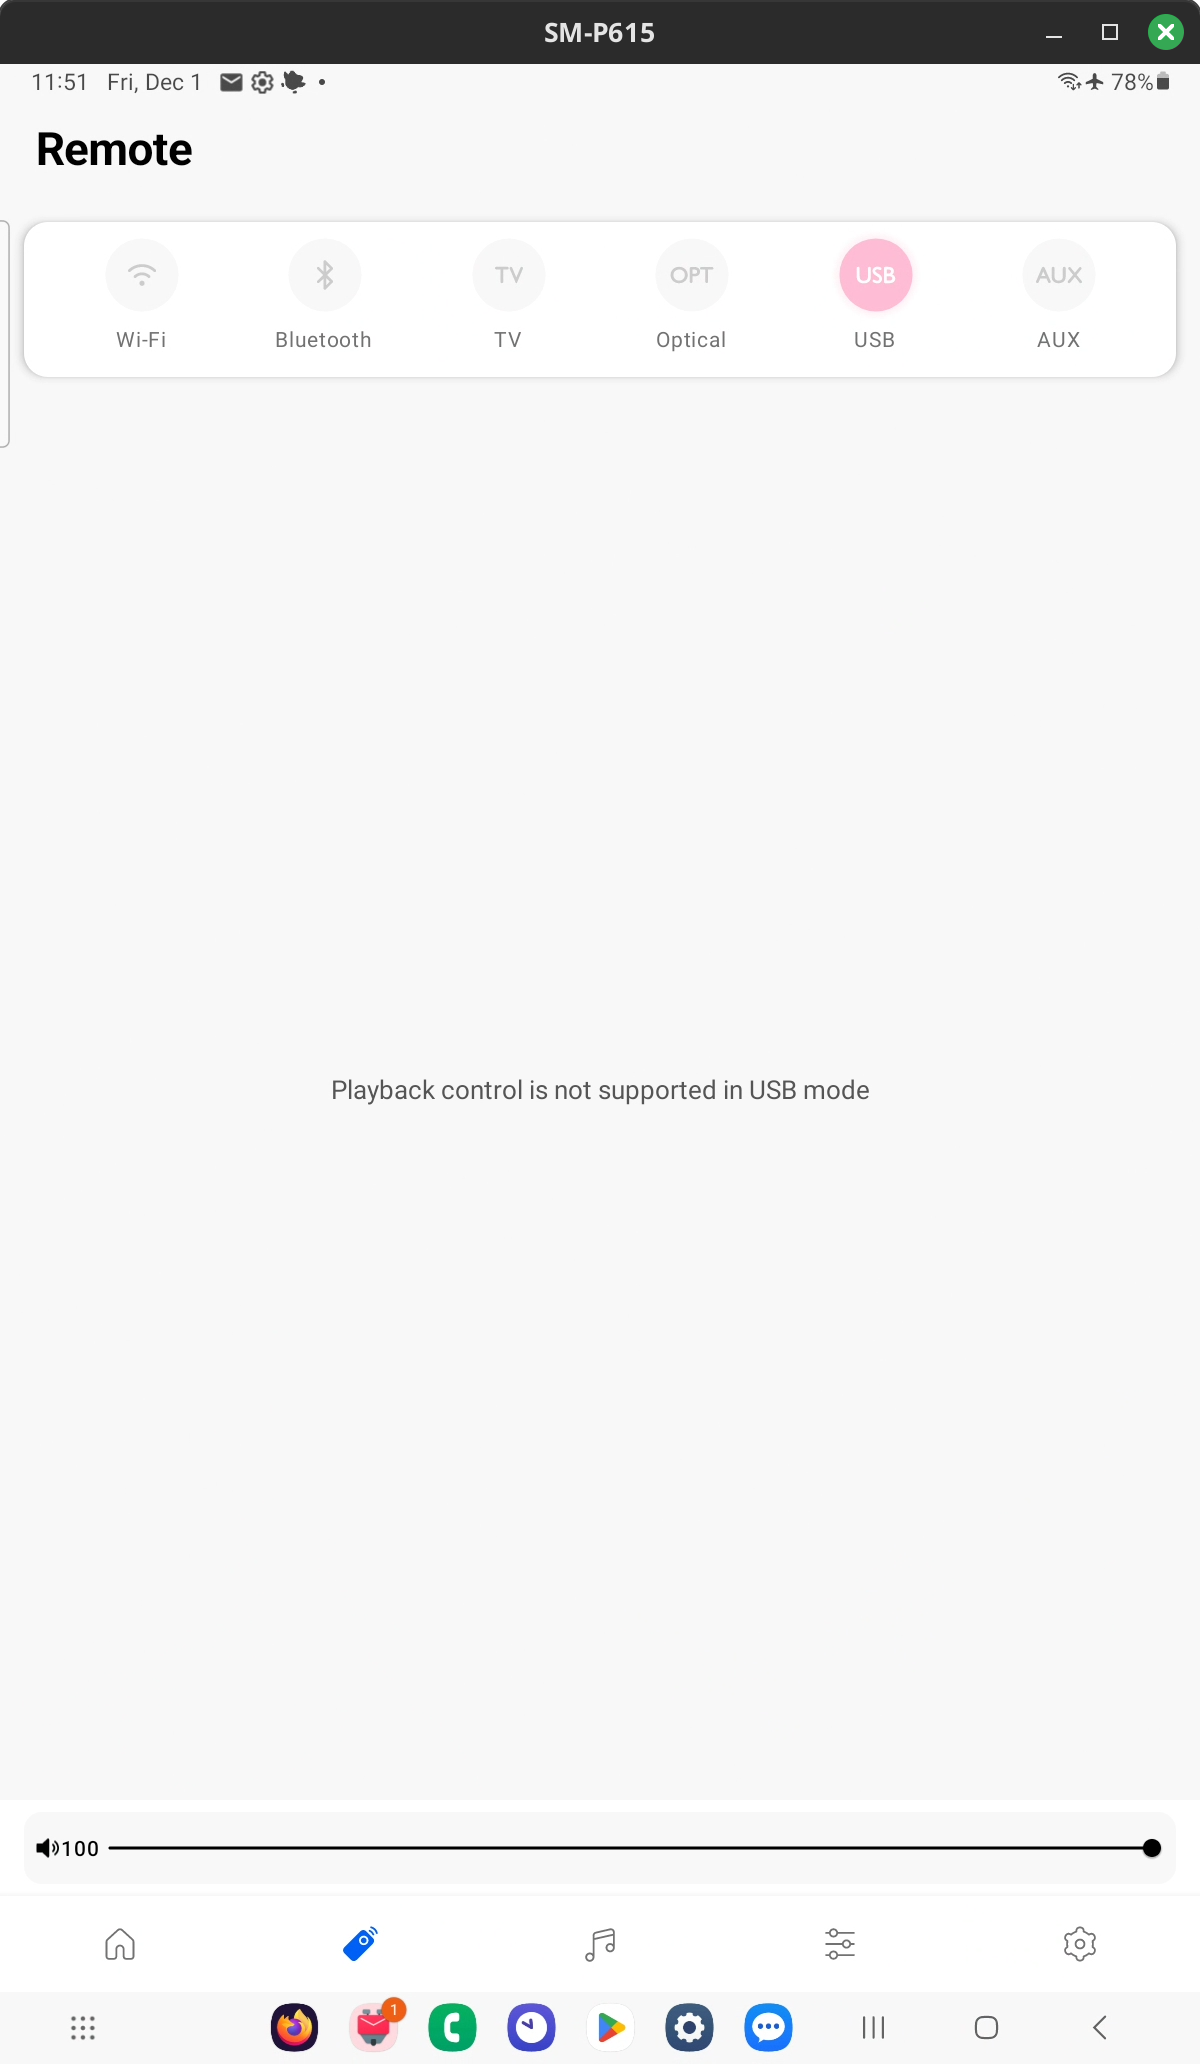 SM-P615
11:51 Fri, Dec 1
78%
Remote
TV OPT USB AUX
Wi-Fi Bluetooth TV Optical USB AUX
Playback control is not supported in USB mode
100
1